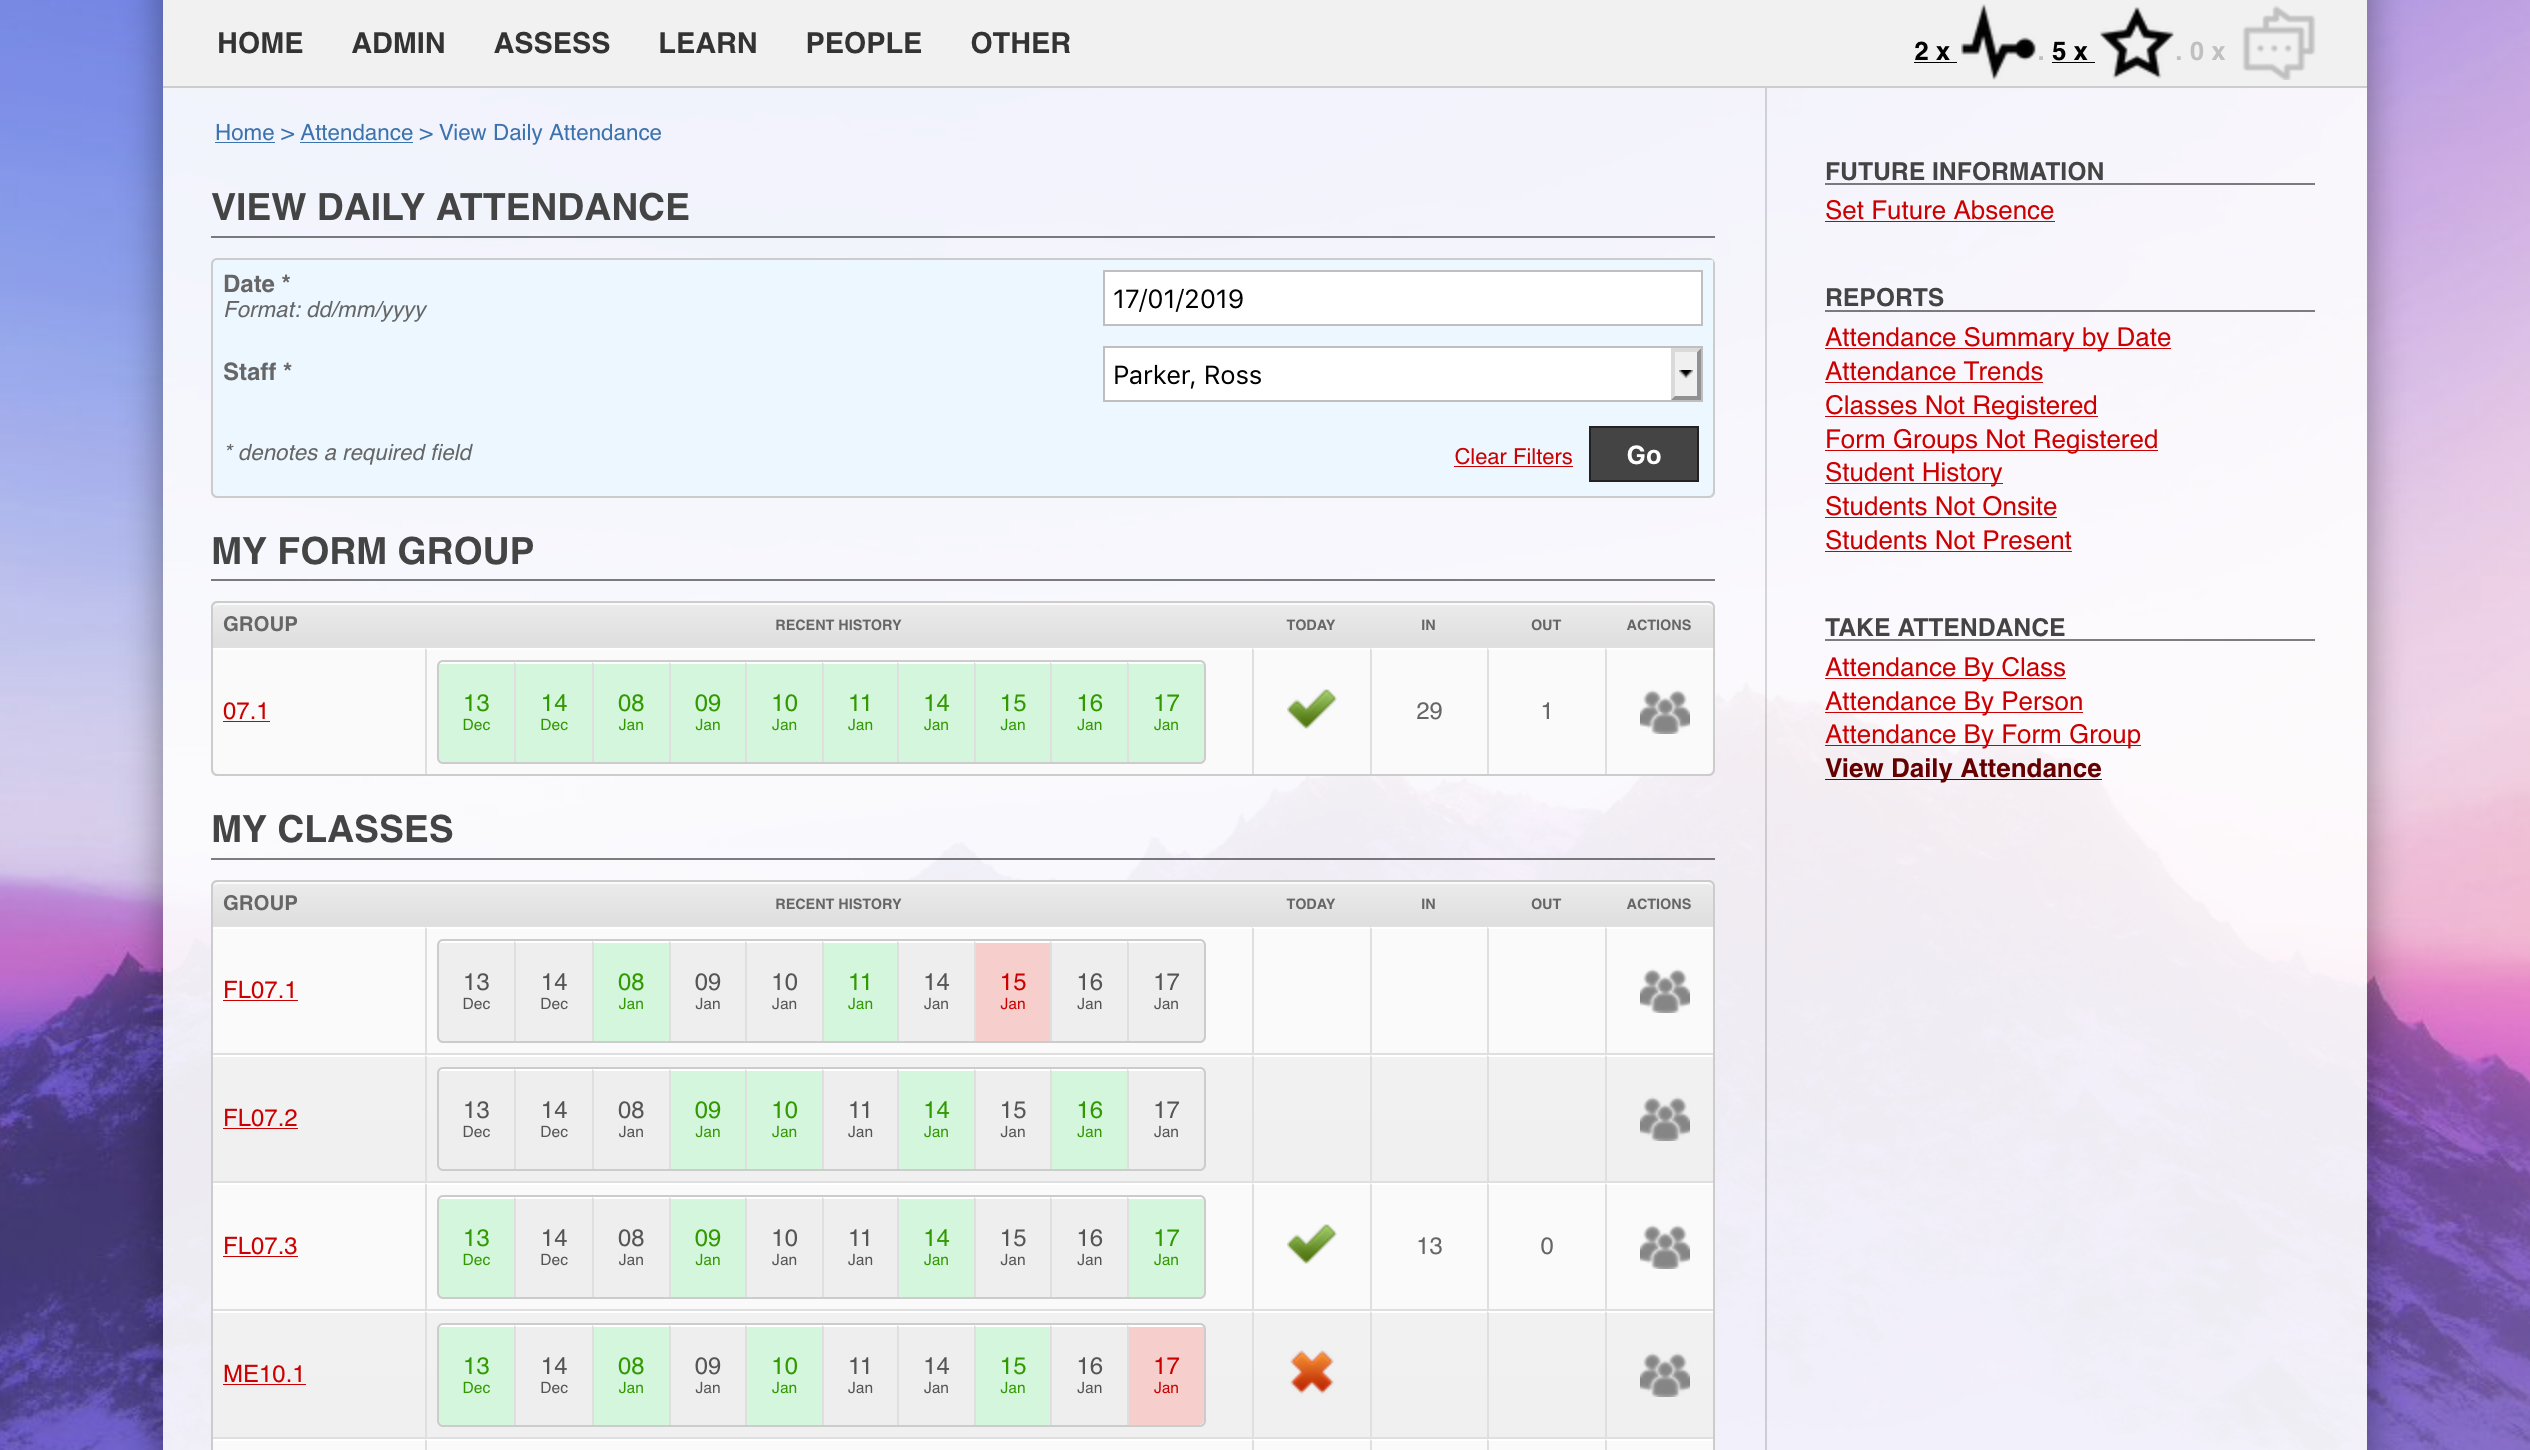 HOME ADMIN ASSESS LEARN PEOPLE OTHER
2 x . 5 x . 0 x
Home > Attendance > View Daily Attendance
VIEW DAILY ATTENDANCE
Date *
Format: dd/mm/yyyy
17/01/2019
Staff *
Parker, Ross
* denotes a required field
Clear Filters
Go
MY FORM GROUP
GROUP RECENT HISTORY TODAY IN OUT ACTIONS
07.1
13 14 08 09 10 11 14 15 16 17
Dec Dec Jan Jan Jan Jan Jan Jan Jan Jan
29 1
MY CLASSES
GROUP RECENT HISTORY TODAY IN OUT ACTIONS
FL07.1
13 14 08 09 10 11 14 15 16 17
Dec Dec Jan Jan Jan Jan Jan Jan Jan Jan
FL07.2
13 14 08 09 10 11 14 15 16 17
Dec Dec Jan Jan Jan Jan Jan Jan Jan Jan
FL07.3
13 14 08 09 10 11 14 15 16 17
Dec Dec Jan Jan Jan Jan Jan Jan Jan Jan
13 0
ME10.1
13 14 08 09 10 11 14 15 16 17
Dec Dec Jan Jan Jan Jan Jan Jan Jan Jan
FUTURE INFORMATION
Set Future Absence
REPORTS
Attendance Summary by Date
Attendance Trends
Classes Not Registered
Form Groups Not Registered
Student History
Students Not Onsite
Students Not Present
TAKE ATTENDANCE
Attendance By Class
Attendance By Person
Attendance By Form Group
View Daily Attendance